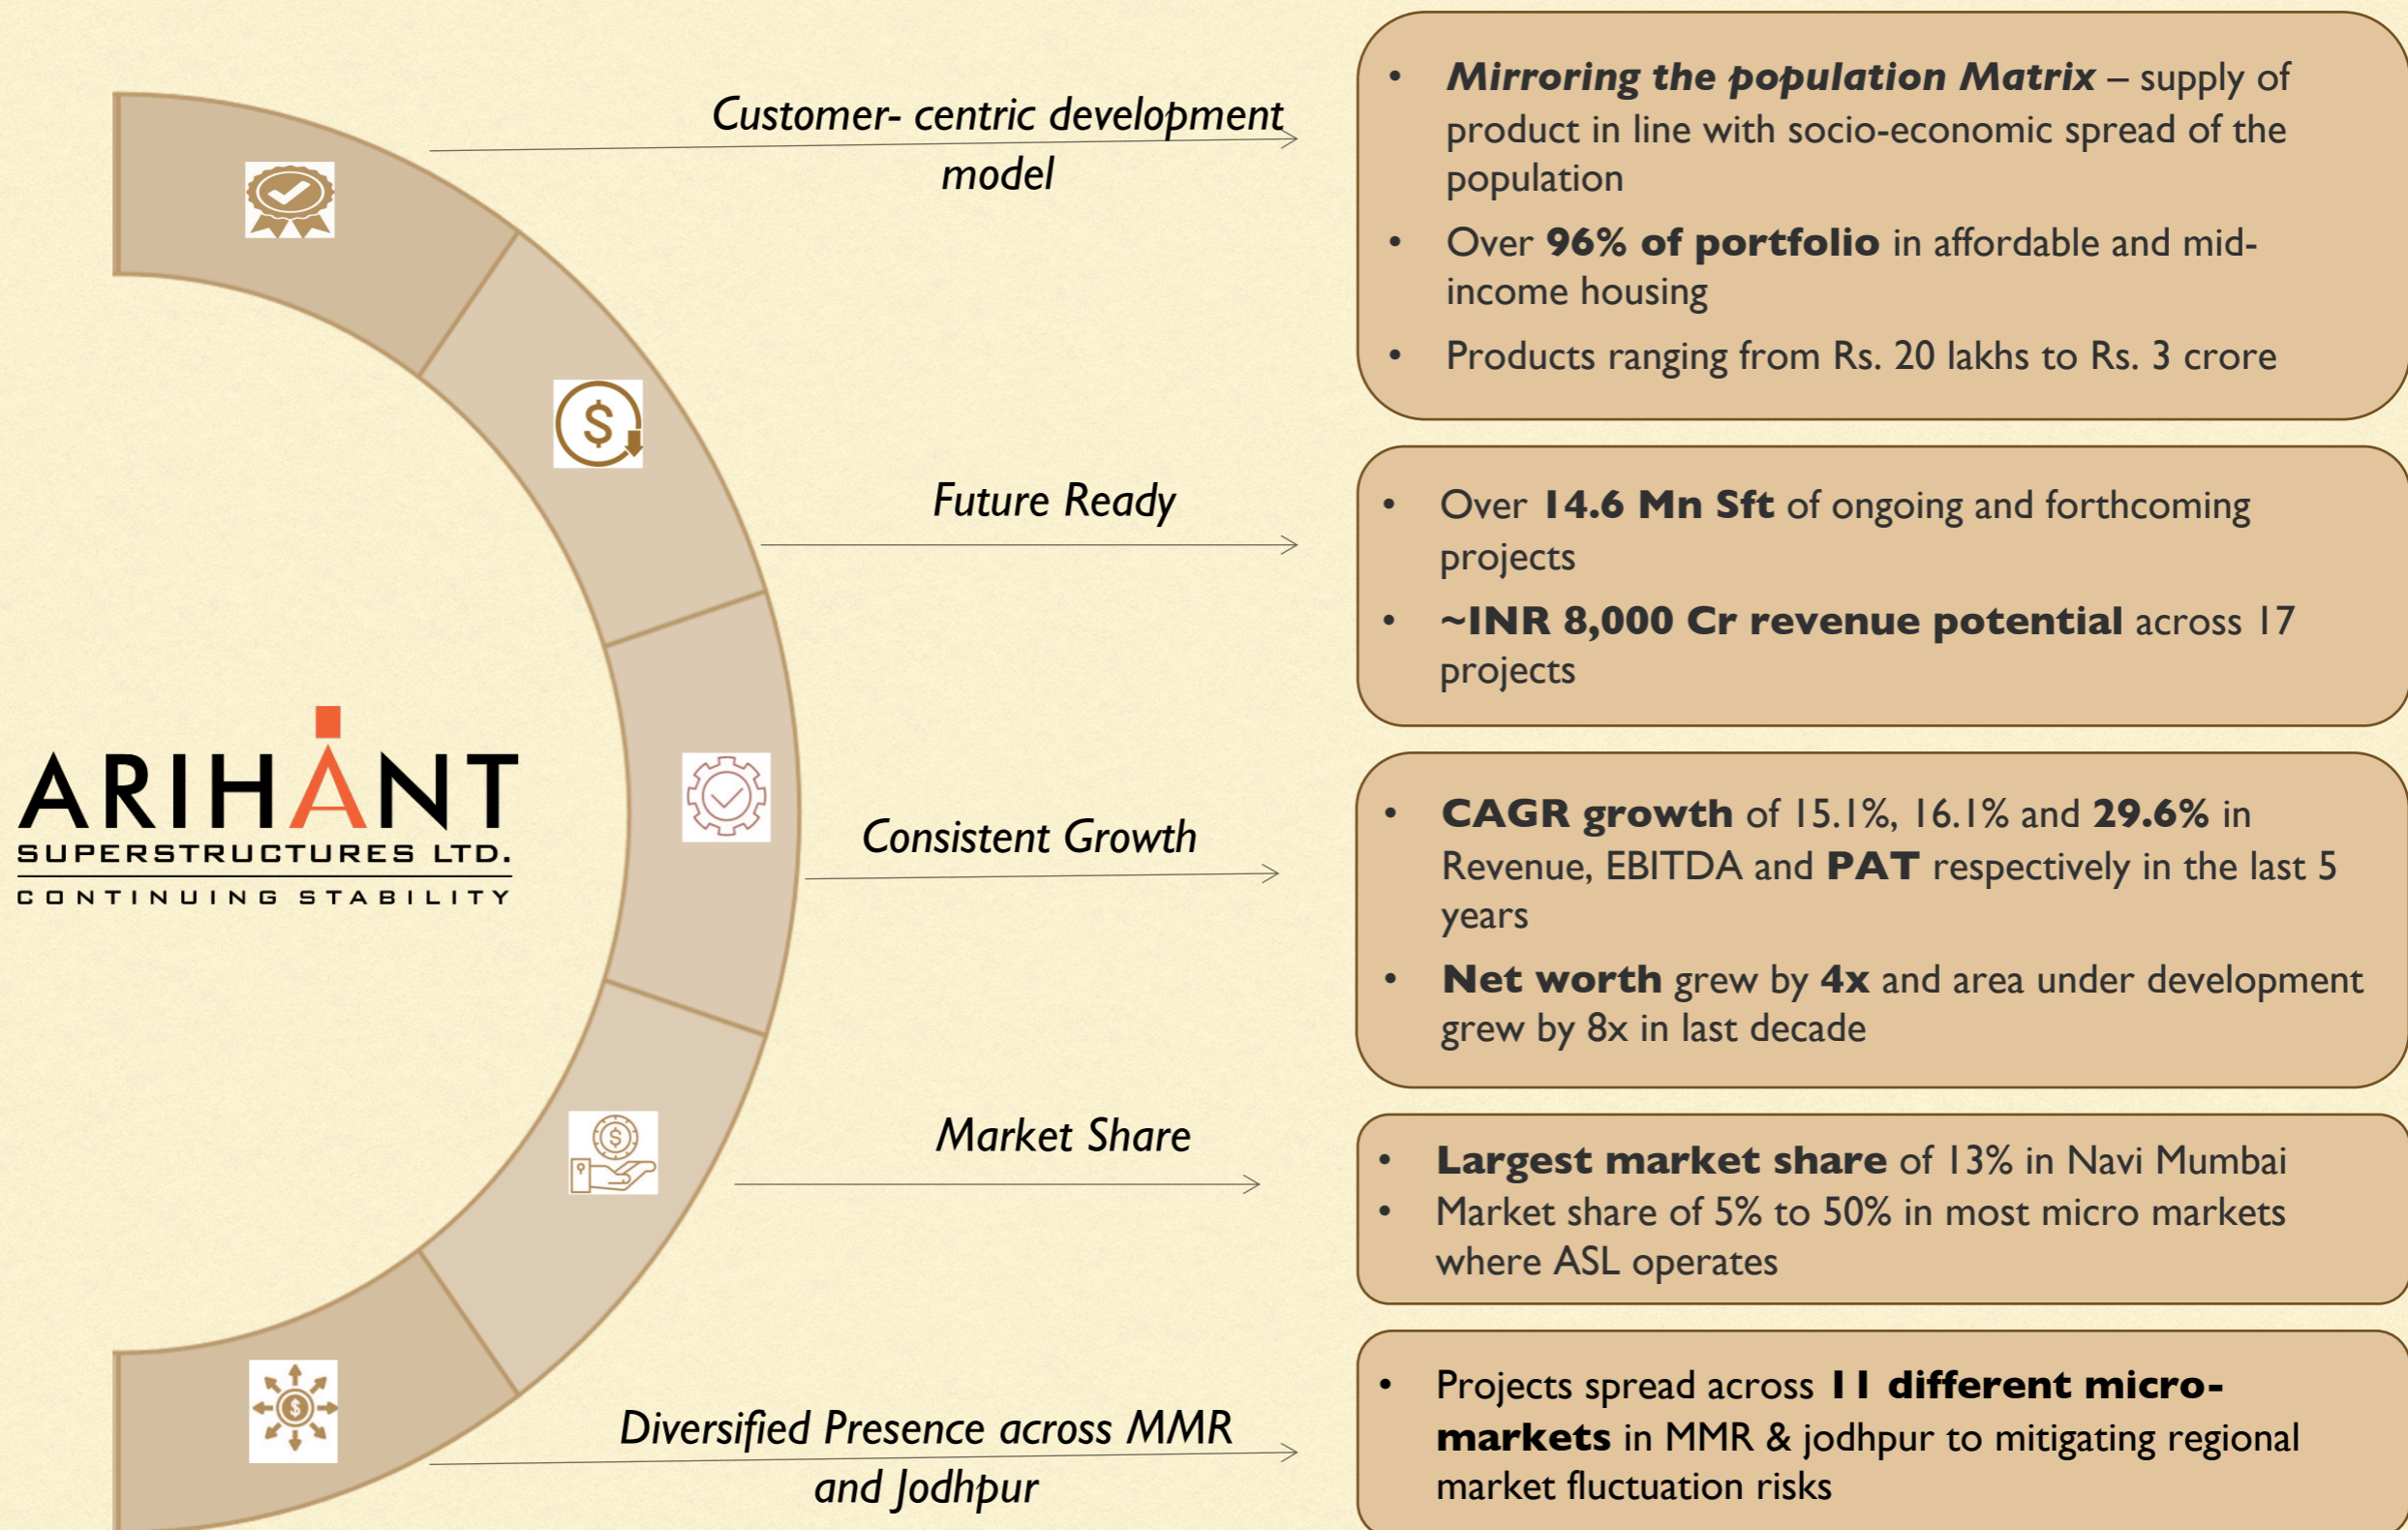 Customer- centric development
model
• Mirroring the population Matrix – supply of
product in line with socio-economic spread of the
population
• Over 96% of portfolio in affordable and mid-
income housing
• Products ranging from Rs. 20 lakhs to Rs. 3 crore
$
Future Ready
• Over 14.6 Mn Sft of ongoing and forthcoming
projects
• ~INR 8,000 Cr revenue potential across 17
projects
ARIHANT
SUPERSTRUCTURES LTD.
CONTINUING STABILITY
Consistent Growth
• CAGR growth of 15.1%, 16.1% and 29.6% in
Revenue, EBITDA and PAT respectively in the last 5
years
• Net worth grew by 4x and area under development
grew by 8x in last decade
$
Market Share
• Largest market share of 13% in Navi Mumbai
• Market share of 5% to 50% in most micro markets
where ASL operates
$
Diversified Presence across MMR
and Jodhpur
• Projects spread across 11 different micro-
markets in MMR & jodhpur to mitigating regional
market fluctuation risks